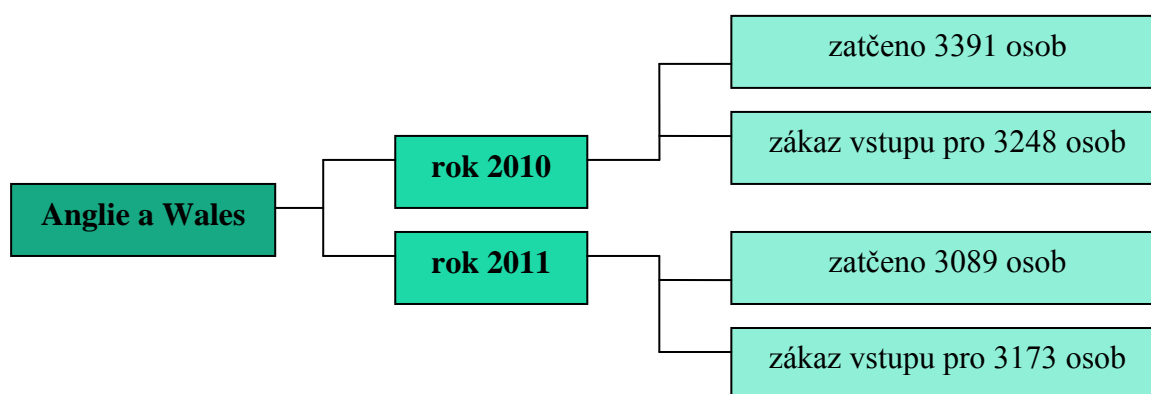 Anglie a Wales
rok 2010
zatčeno 3391 osob
zákaz vstupu pro 3248 osob
rok 2011
zatčeno 3089 osob
zákaz vstupu pro 3173 osob